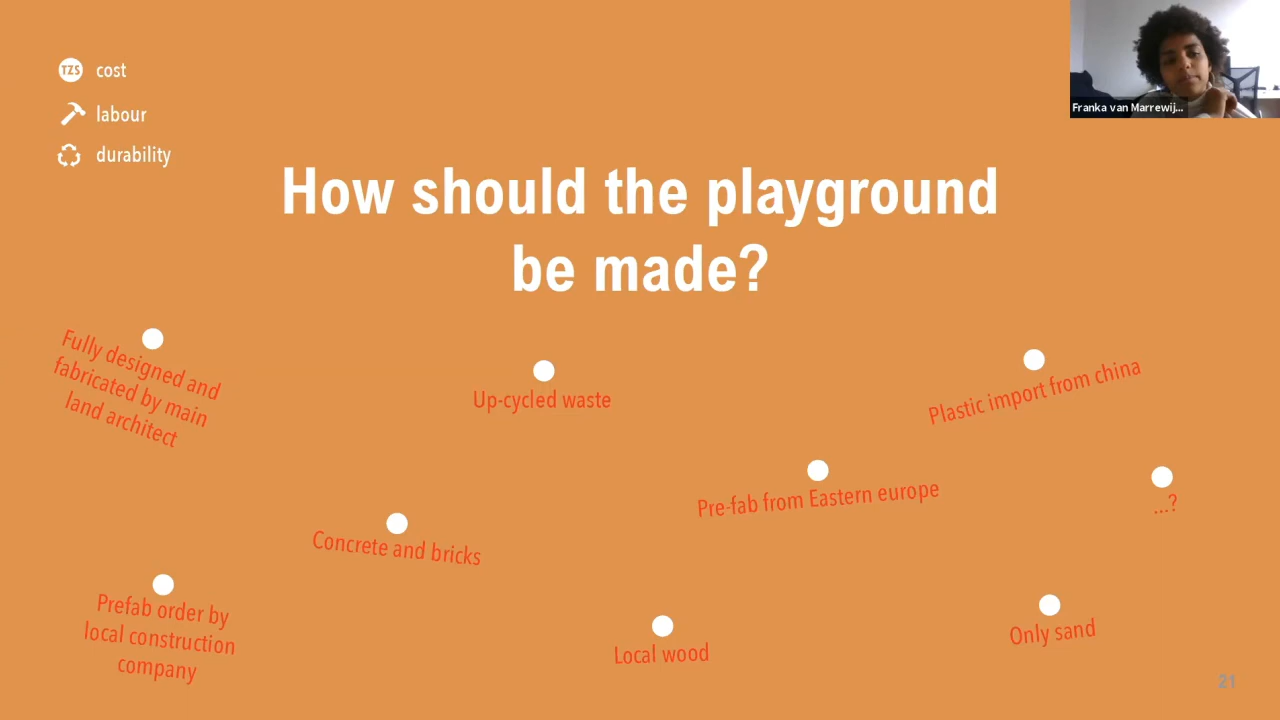 TZS cost
labour
durability
Franka van Marrewij...
How should the playground
be made?
Fully designed and
fabricated by main
land architect
Up-cycled waste
Plastic import from china
Pre-fab from Eastern europe
...?
Concrete and bricks
Prefab order by
local construction
company
Local wood
Only sand
21